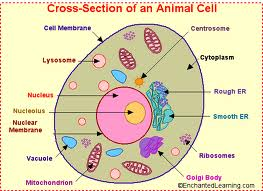 Cross-Section of an Animal Cell
Cell Membrane
Centrosome
Lysosome
Cytoplasm
Nucleus
Rough ER
Nucleolus
Smooth ER
Nuclear
Membrane
Ribosomes
Vacuole
Golgi Body
Mitochondrion
©EnchantedLearning.com